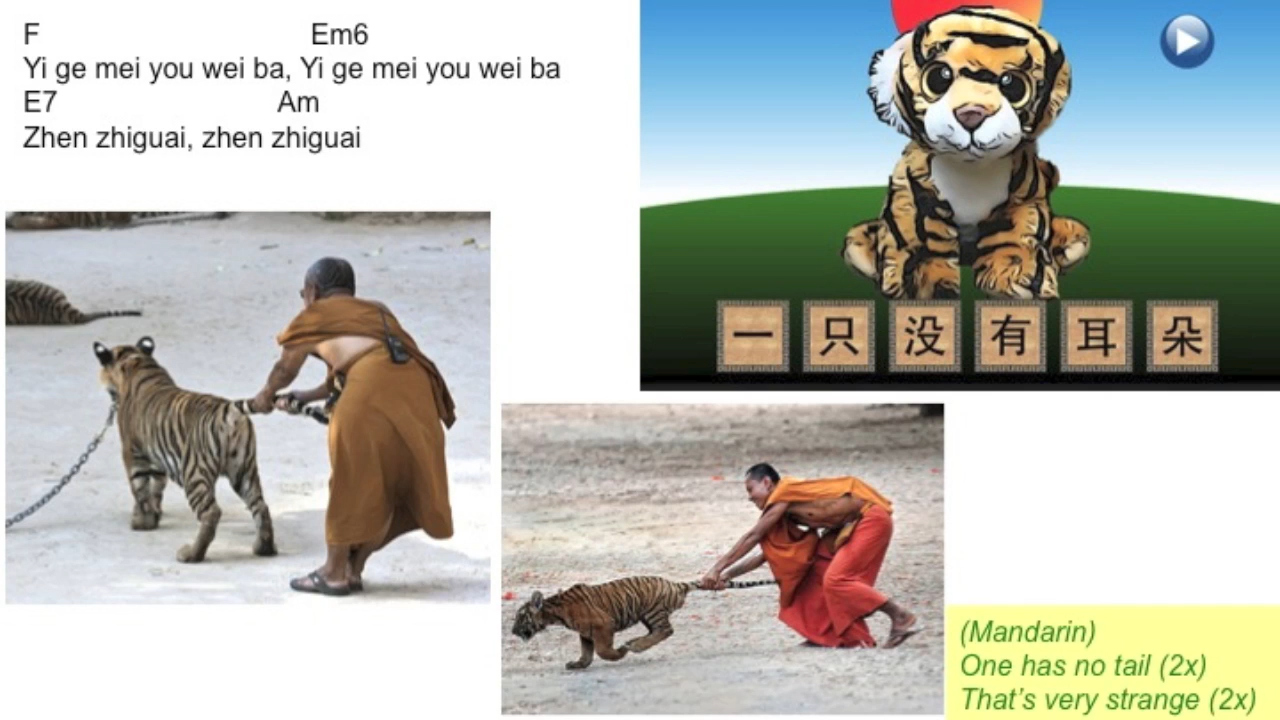 F Em6
Yi ge mei you wei ba, Yi ge mei you wei ba
E7 Am
Zhen zhiguai, zhen zhiguai
一只没有耳朵
(Mandarin)
One has no tail (2x)
That's very strange (2x)